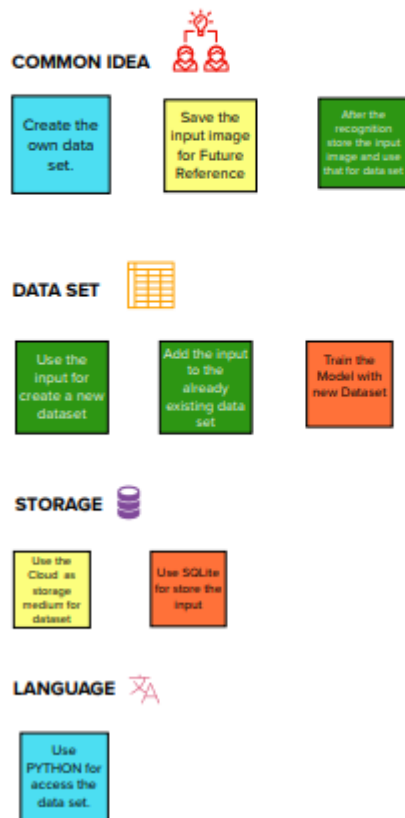 COMMON IDEA
Create the
own data
set.
Save the
input image
for Future
Reference
After the
recognition
store the input
image and use
that for data set
DATA SET
Use the
input for
create a new
dataset
Add the input
to the
already
existing data
set
Train the
Model with
new Dataset
STORAGE
Use the
Cloud as
storage
medium for
dataset
Use SQLite
for store the
input
LANGUAGE
文A
Use
PYTHON for
access the
data set.